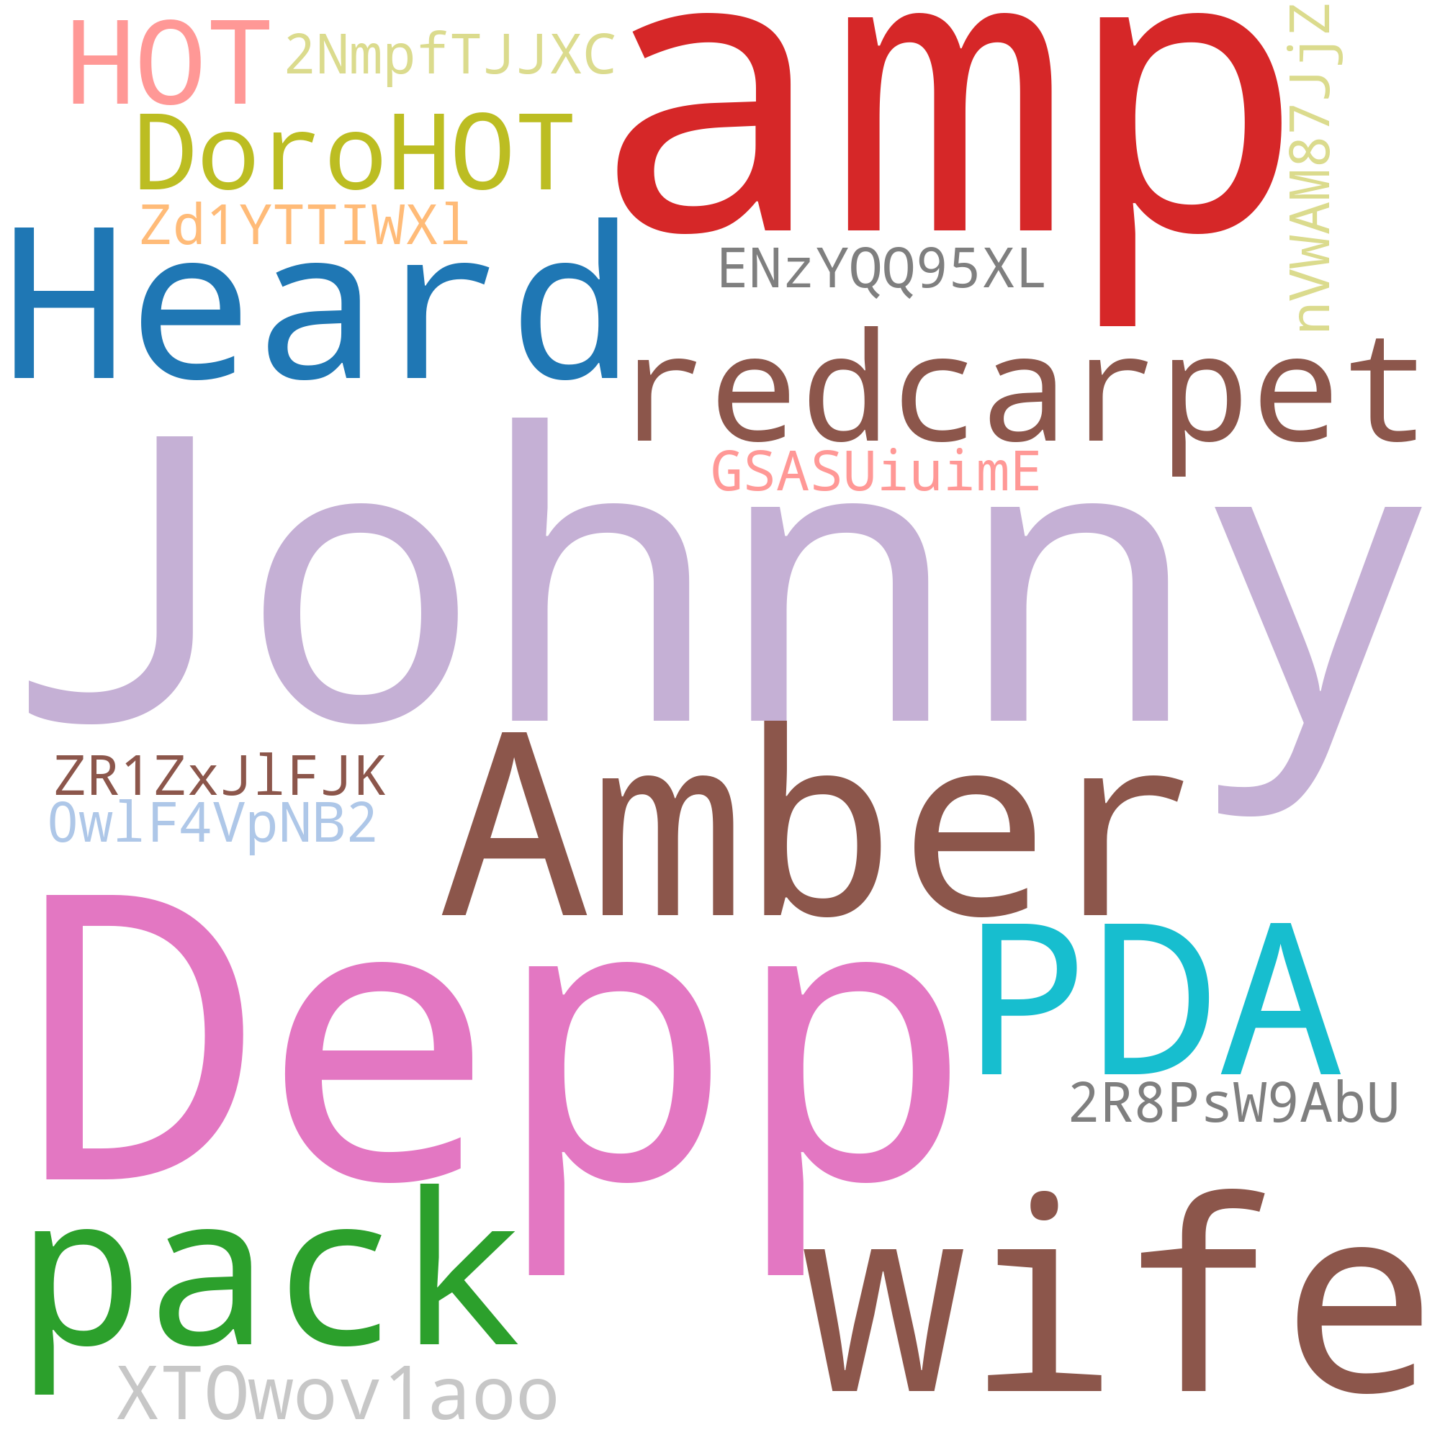 HOT
2NmpfTJJXC
amp
nVWAM87JjZ
DoroHOT
Zd1YTTIWXl
Heard
ENzYQQ95XL
redcarpet
GSASUiuimE
Johnny
ZR1ZxJlFJK
OwlF4VpNB2
Amber
Depp
PDA
2R8PsW9AbU
pack
wife
XTOwov1aoo